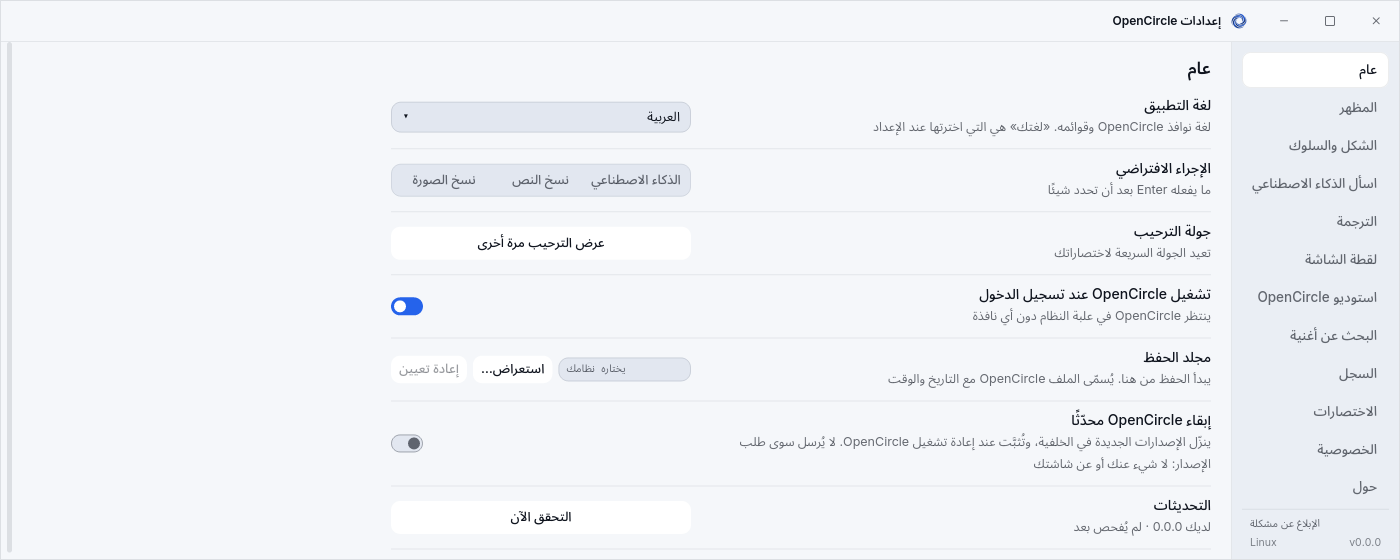 إعدادات OpenCircle
عام
المظهر
الشكل والسلوك
اسأل الذكاء الاصطناعي
الترجمة
لقطة الشاشة
استوديو OpenCircle
البحث عن أغنية
السجل
الاختصارات
الخصوصية
حول
الإبلاغ عن مشكلة
v0.0.0 Linux
عام
لغة التطبيق
لغة نوافذ OpenCircle وقوائمه. «لغتك» هي التي اخترتها عند الإعداد
العربية
الإجراء الافتراضي
ما يفعله Enter بعد أن تحدد شيئًا
الذكاء الاصطناعي نسخ النص نسخ الصورة
جولة الترحيب
تعيد الجولة السريعة لاختصاراتك
عرض الترحيب مرة أخرى
تشغيل OpenCircle عند تسجيل الدخول
ينتظر OpenCircle في علبة النظام دون أي نافذة
مجلد الحفظ
يبدأ الحفظ من هنا. يُسمّى الملف OpenCircle مع التاريخ والوقت
يختاره نظامك استعراض... إعادة تعيين
إبقاء OpenCircle محدّثًا
ينزّل الإصدارات الجديدة في الخلفية، وتُثبَّت عند إعادة تشغيل OpenCircle. لا يُرسل سوى طلب
الإصدار: لا شيء عنك أو عن شاشتك
التحديثات
لديك 0.0.0 · لم يُفحص بعد
التحقق الآن